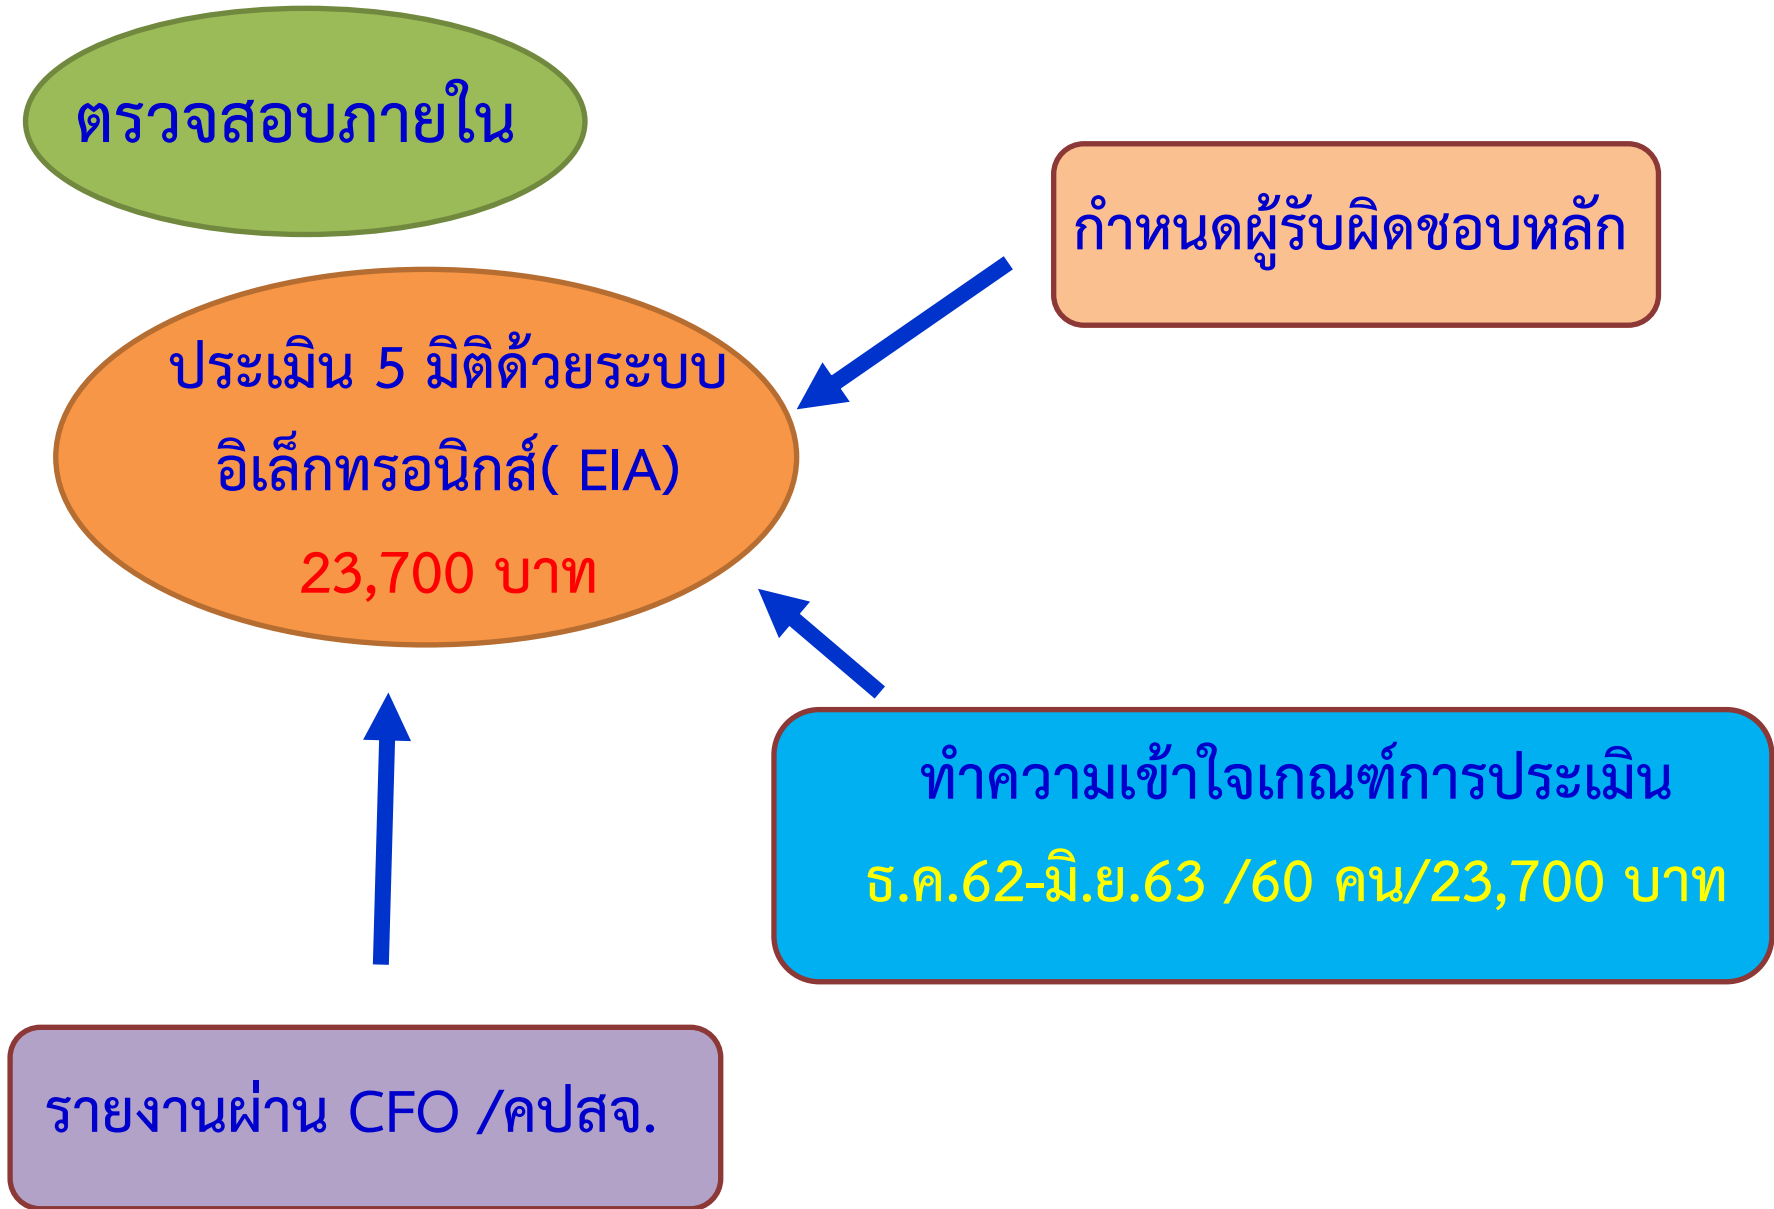 ตรวจสอบภายใน
กำหนดผู้รับผิดชอบหลัก
ประเมิน 5 มิติด้วยระบบ
อิเล็กทรอนิกส์( EIA)
23,700 บาท
ทำความเข้าใจเกณฑ์การประเมิน
ธ.ค.62-มิ.ย.63 /60 คน/23,700 บาท
รายงานผ่าน CFO /คปสจ.